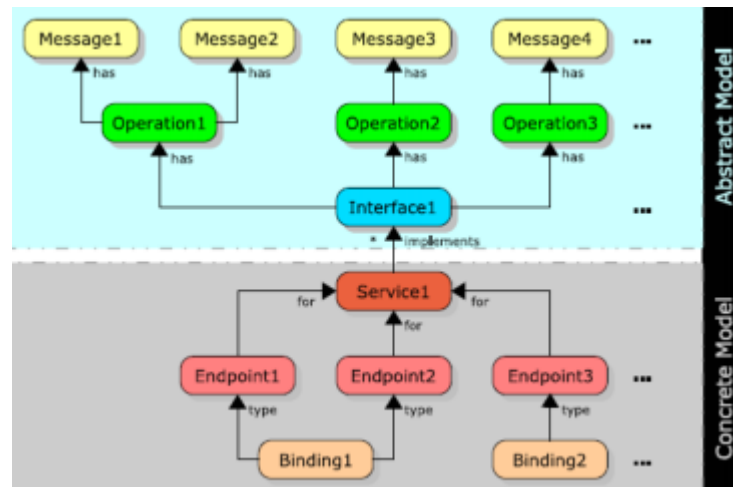 Message1 Message2 Message3 Message4 ...
has has has has
Operation1 Operation2 Operation3 ...
has has has
Interface1 ...
* implements
Abstract Model
Service1
for for for
Endpoint1 Endpoint2 Endpoint3 ...
type type type
Binding1 Binding2 ...
Concrete Model